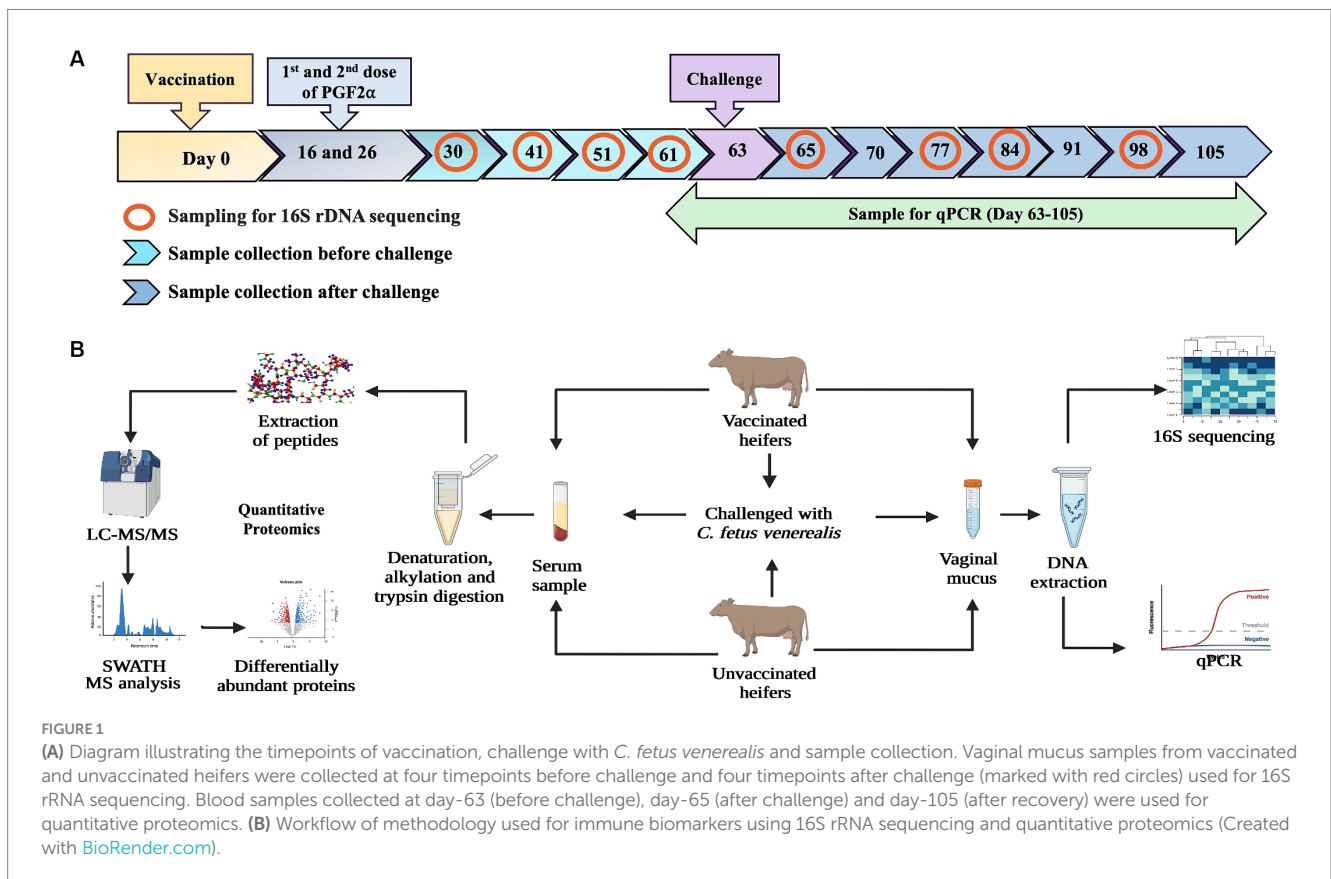 A
Vaccination
1st and 2nd dose
of PGF2α
Challenge
Day 0
16 and 26
30
41
51
61
63
65
70
77
84
91
98
105
Sampling for 16S rDNA sequencing
Sample for qPCR (Day 63-105)
Sample collection before challenge
Sample collection after challenge
B
Extraction
of peptides
Vaccinated
heifers
16S sequencing
LC-MS/MS
Quantitative
Proteomics
Denaturation,
alkylation and
trypsin digestion
Serum
sample
Challenged with
C. fetus venerealis
Vaginal
mucus
DNA
extraction
Relative abundance
Retention time
SWATH
MS analysis
Volcano plot
Differentially
abundant proteins
Unvaccinated
heifers
Fluorescence
Positive
Threshold
Negative
qPCR
FIGURE 1
(A) Diagram illustrating the timepoints of vaccination, challenge with C. fetus venerealis and sample collection. Vaginal mucus samples from vaccinated
and unvaccinated heifers were collected at four timepoints before challenge and four timepoints after challenge (marked with red circles) used for 16S
rRNA sequencing. Blood samples collected at day-63 (before challenge), day-65 (after challenge) and day-105 (after recovery) were used for
quantitative proteomics. (B) Workflow of methodology used for immune biomarkers using 16S rRNA sequencing and quantitative proteomics (Created
with BioRender.com).